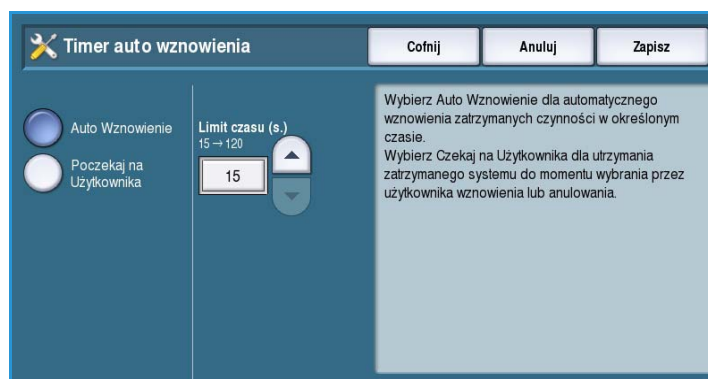 Timer auto wznowienia
Cofnij
Anuluj
Zapisz
Auto Wznowienie
Poczekaj na
Użytkownika
Limit czasu (s.)
15→120
15
Wybierz Auto Wznowienie dla automatycznego
wznowienia zatrzymanych czynności w określonym
czasie.
Wybierz Czekaj na Użytkownika dla utrzymania
zatrzymanego systemu do momentu wybrania przez
użytkownika wznowienia lub anulowania.